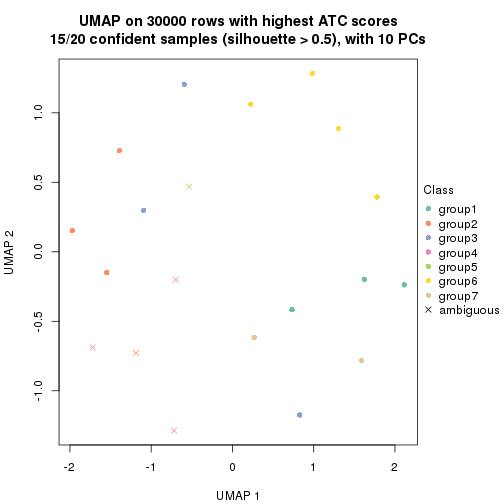 UMAP on 30000 rows with highest ATC scores
15/20 confident samples (silhouette > 0.5), with 10 PCs
UMAP 2
1.0
0.5
0.0
-0.5
-1.0
-2
-1
0
1
2
UMAP 1
Class
group1
group2
group3
group4
group5
group6
group7
ambiguous